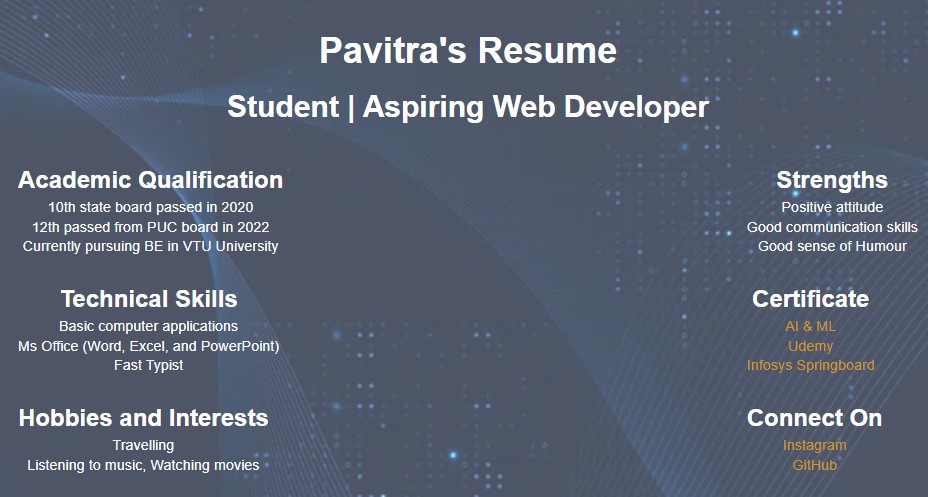 Pavitra's Resume
Student | Aspiring Web Developer
Academic Qualification
10th state board passed in 2020
12th passed from PUC board in 2022
Currently pursuing BE in VTU University
Technical Skills
Basic computer applications
Ms Office (Word, Excel, and PowerPoint)
Fast Typist
Hobbies and Interests
Travelling
Listening to music, Watching movies
Strengths
Positive attitude
Good communication skills
Good sense of Humour
Certificate
AI & ML
Udemy
Infosys Springboard
Connect On
Instagram
GitHub